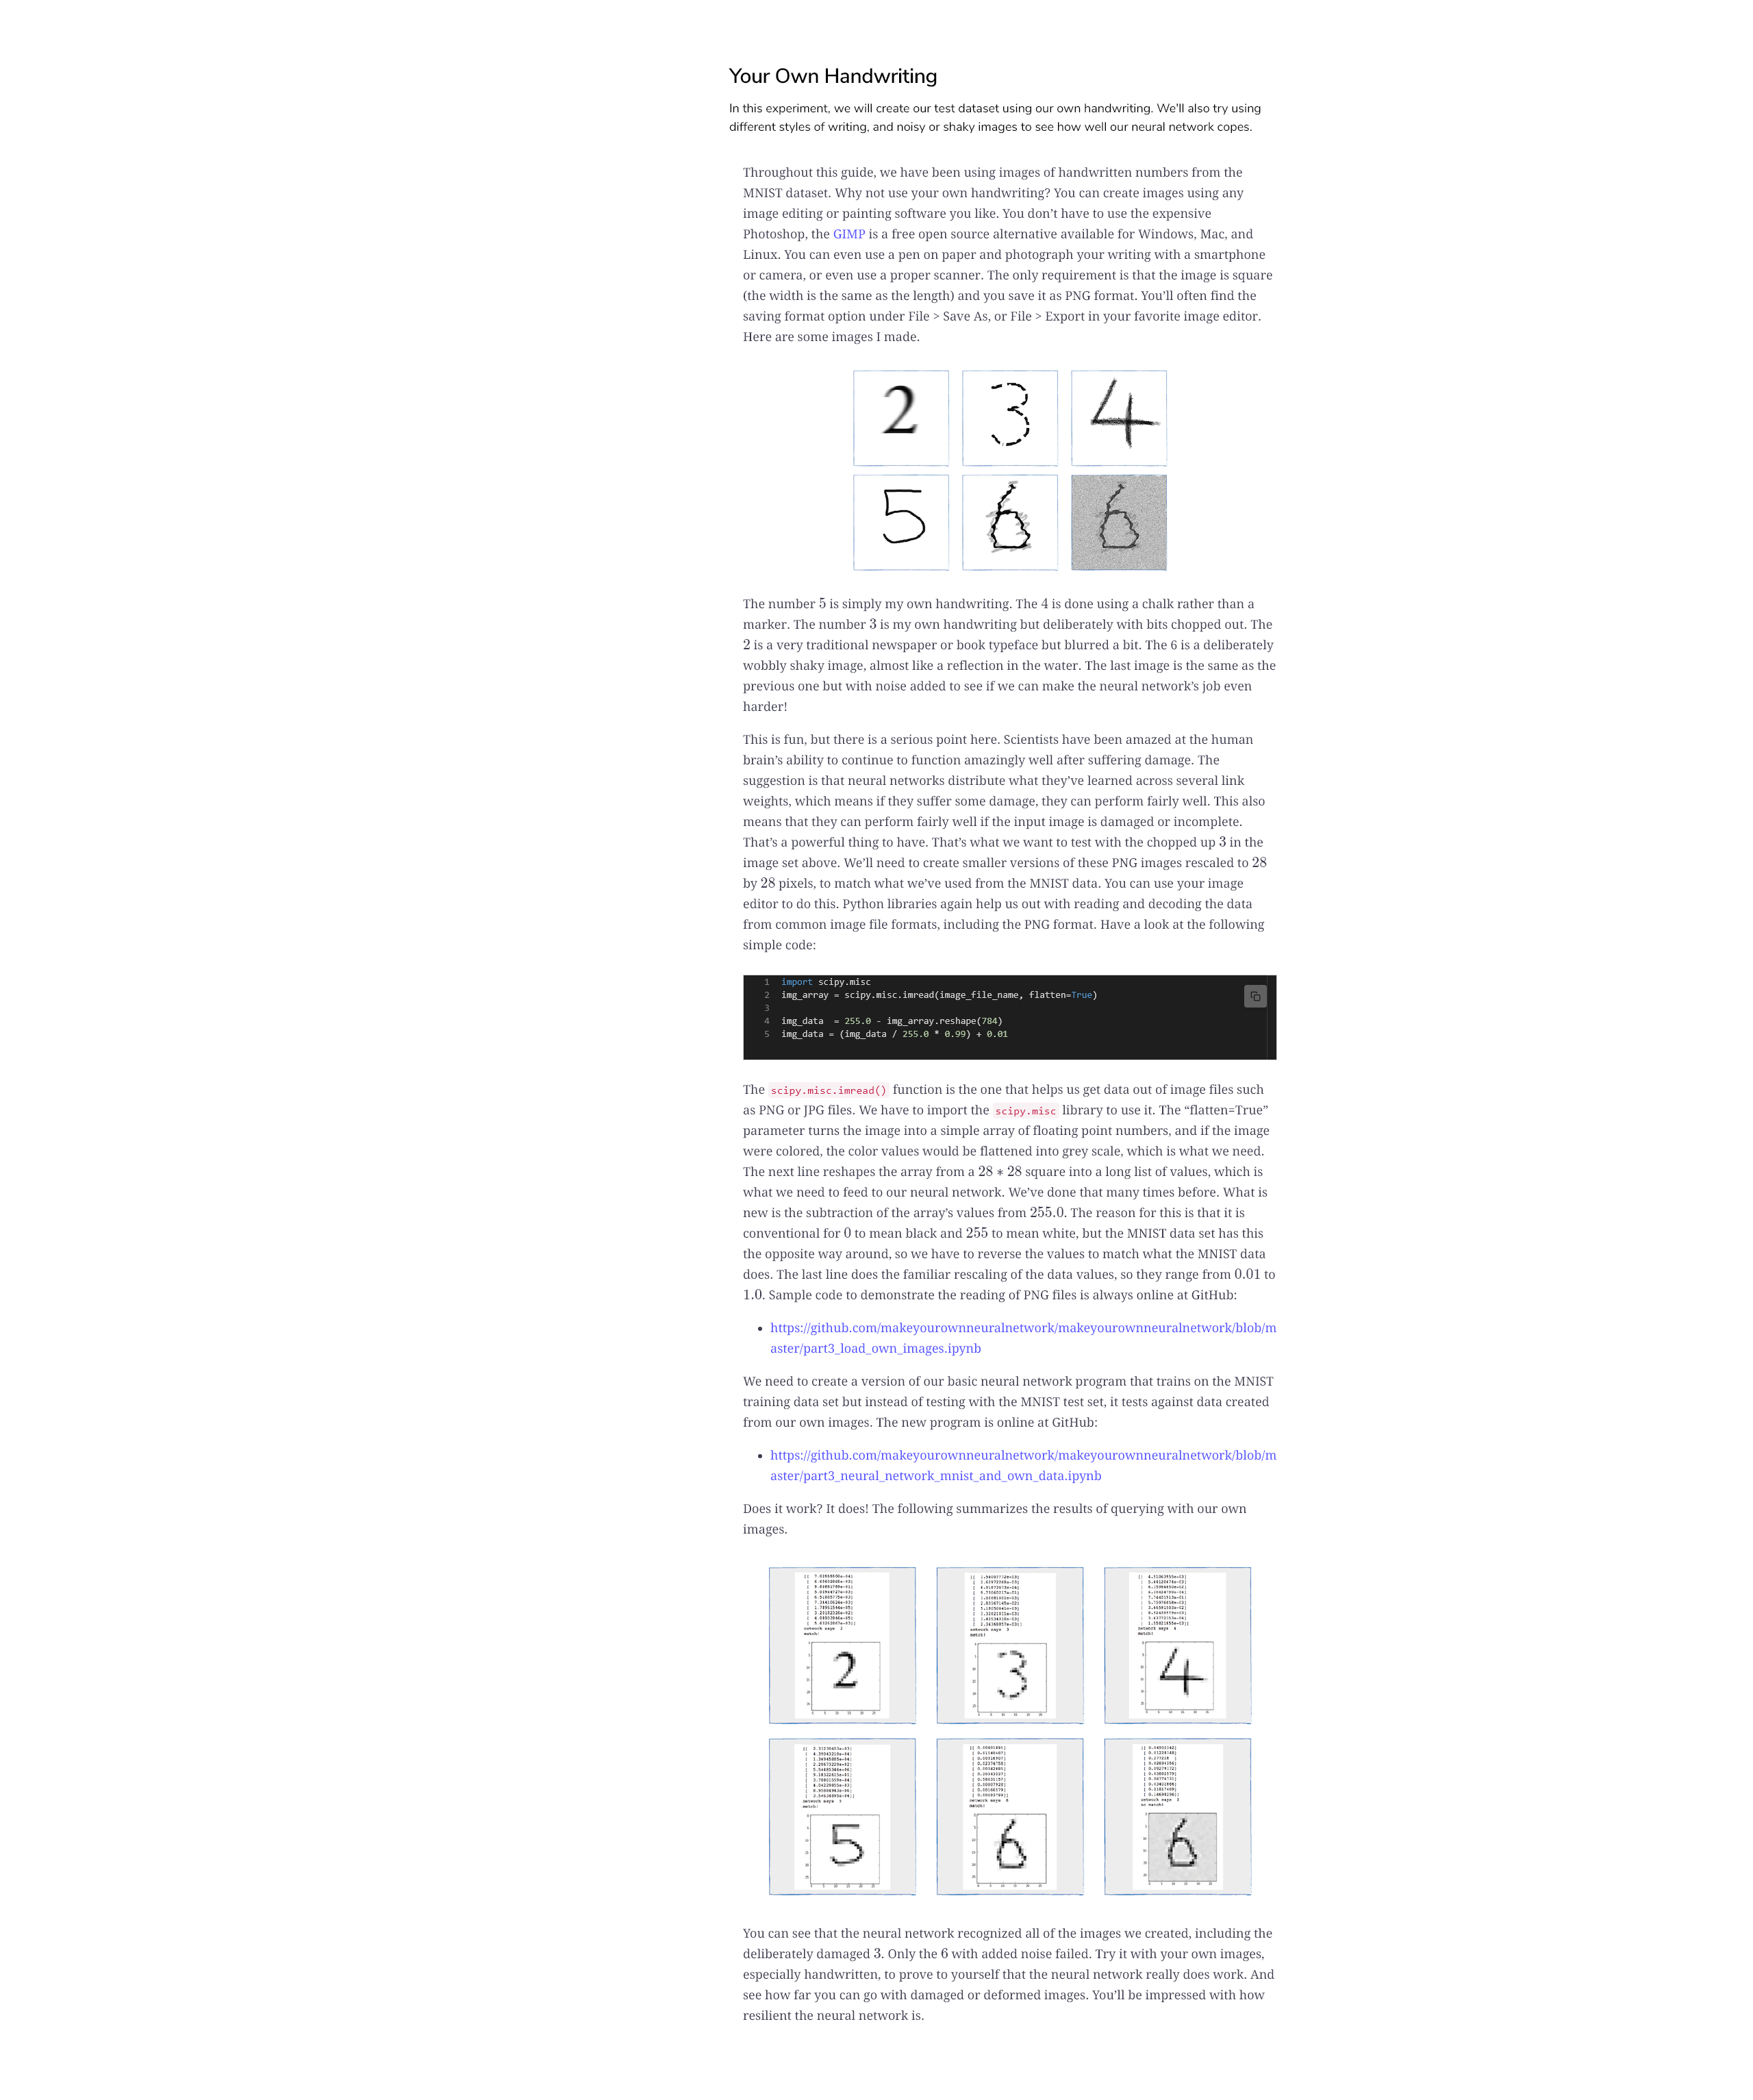 Your Own Handwriting
In this experiment, we will create our test dataset using our own handwriting. We'll also try using
different styles of writing, and noisy or shaky images to see how well our neural network copes.
Throughout this guide, we have been using images of handwritten numbers from the
MNIST dataset. Why not use your own handwriting? You can create images using any
image editing or painting software you like. You don’t have to use the expensive
Photoshop, the GIMP is a free open source alternative available for Windows, Mac, and
Linux. You can even use a pen on paper and photograph your writing with a smartphone
or camera, or even use a proper scanner. The only requirement is that the image is square
(the width is the same as the length) and you save it as PNG format. You’ll often find the
saving format option under File > Save As, or File > Export in your favorite image editor.
Here are some images I made.
2 3 4
5 6 6
The number 5 is simply my own handwriting. The 4 is done using a chalk rather than a
marker. The number 3 is my own handwriting but deliberately with bits chopped out. The
2 is a very traditional newspaper or book typeface but blurred a bit. The 6 is a deliberately
wobbly shaky image, almost like a reflection in the water. The last image is the same as the
previous one but with noise added to see if we can make the neural network’s job even
harder!
This is fun, but there is a serious point here. Scientists have been amazed at the human
brain’s ability to continue to function amazingly well after suffering damage. The
suggestion is that neural networks distribute what they’ve learned across several link
weights, which means if they suffer some damage, they can perform fairly well. This also
means that they can perform fairly well if the input image is damaged or incomplete.
That’s a powerful thing to have. That’s what we want to test with the chopped up 3 in the
image set above. We’ll need to create smaller versions of these PNG images rescaled to 28
by 28 pixels, to match what we’ve used from the MNIST data. You can use your image
editor to do this. Python libraries again help us out with reading and decoding the data
from common image file formats, including the PNG format. Have a look at the following
simple code:
1 import scipy.misc
2 img_array = scipy.misc.imread(image_file_name, flatten=True)
3
4 img_data  = 255.0 - img_array.reshape(784)
5 img_data = (img_data / 255.0 * 0.99) + 0.01
The scipy.misc.imread() function is the one that helps us get data out of image files such
as PNG or JPG files. We have to import the scipy.misc library to use it. The “flatten=True”
parameter turns the image into a simple array of floating point numbers, and if the image
were colored, the color values would be flattened into grey scale, which is what we need.
The next line reshapes the array from a 28 ∗ 28 square into a long list of values, which is
what we need to feed to our neural network. We’ve done that many times before. What is
new is the subtraction of the array’s values from 255.0. The reason for this is that it is
conventional for 0 to mean black and 255 to mean white, but the MNIST data set has this
the opposite way around, so we have to reverse the values to match what the MNIST data
does. The last line does the familiar rescaling of the data values, so they range from 0.01 to
1.0. Sample code to demonstrate the reading of PNG files is always online at GitHub:
• https://github.com/makeyourownneuralnetwork/makeyourownneuralnetwork/blob/m
aster/part3_load_own_images.ipynb
We need to create a version of our basic neural network program that trains on the MNIST
training data set but instead of testing with the MNIST test set, it tests against data created
from our own images. The new program is online at GitHub:
• https://github.com/makeyourownneuralnetwork/makeyourownneuralnetwork/blob/m
aster/part3_neural_network_mnist_and_own_data.ipynb
Does it work? It does! The following summarizes the results of querying with our own
images.
network says 2
match!
2
network says 3
match!
3
network says 4
match!
4
network says 5
match!
5
network says 6
match!
6
network says 2
no match!
6
You can see that the neural network recognized all of the images we created, including the
deliberately damaged 3. Only the 6 with added noise failed. Try it with your own images,
especially handwritten, to prove to yourself that the neural network really does work. And
see how far you can go with damaged or deformed images. You’ll be impressed with how
resilient the neural network is.